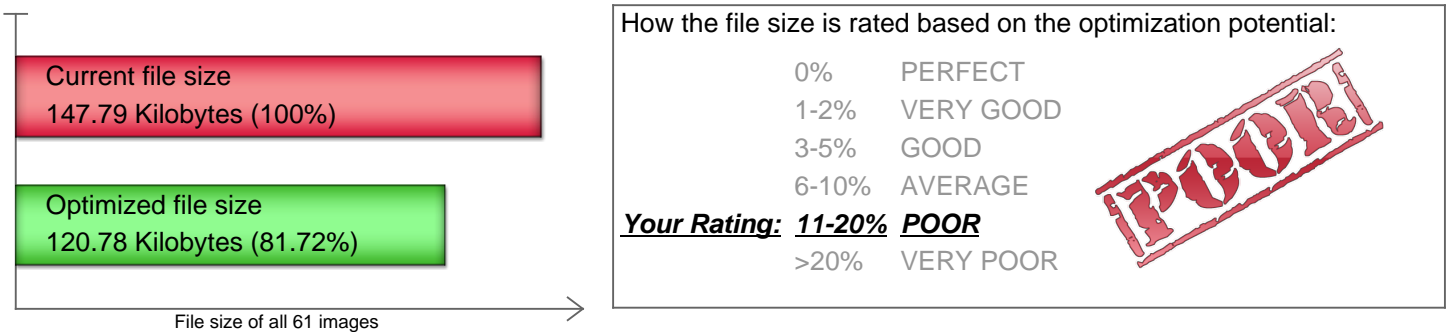 Current file size
147.79 Kilobytes (100%)
Optimized file size
120.78 Kilobytes (81.72%)
File size of all 61 images
How the file size is rated based on the optimization potential:
0% PERFECT
1-2% VERY GOOD
3-5% GOOD
6-10% AVERAGE
Your Rating: 11-20% POOR
>20% VERY POOR
POOR